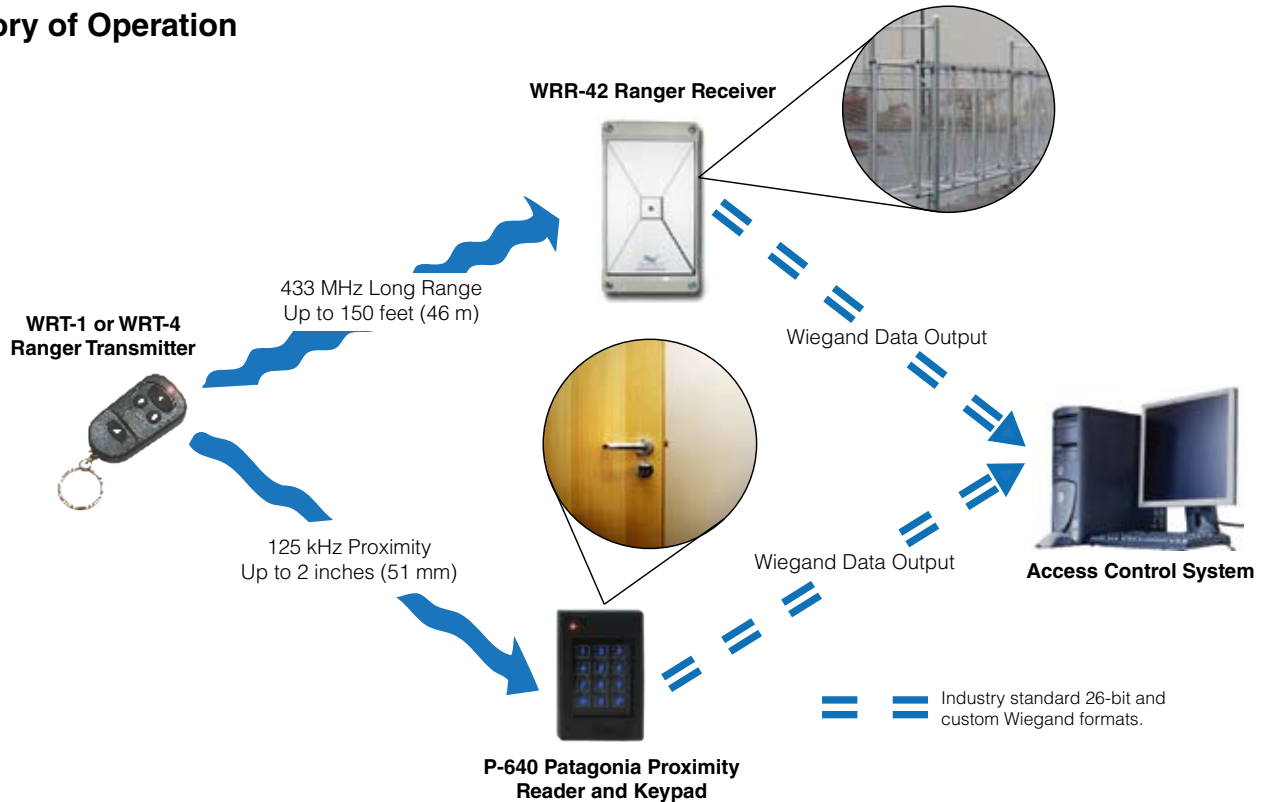 ory of Operation
WRR-42 Ranger Receiver
433 MHz Long Range
Up to 150 feet (46 m)
WRT-1 or WRT-4
Ranger Transmitter
Wiegand Data Output
125 kHz Proximity
Up to 2 inches (51 mm)
Wiegand Data Output
Access Control System
Industry standard 26-bit and
custom Wiegand formats.
P-640 Patagonia Proximity
Reader and Keypad